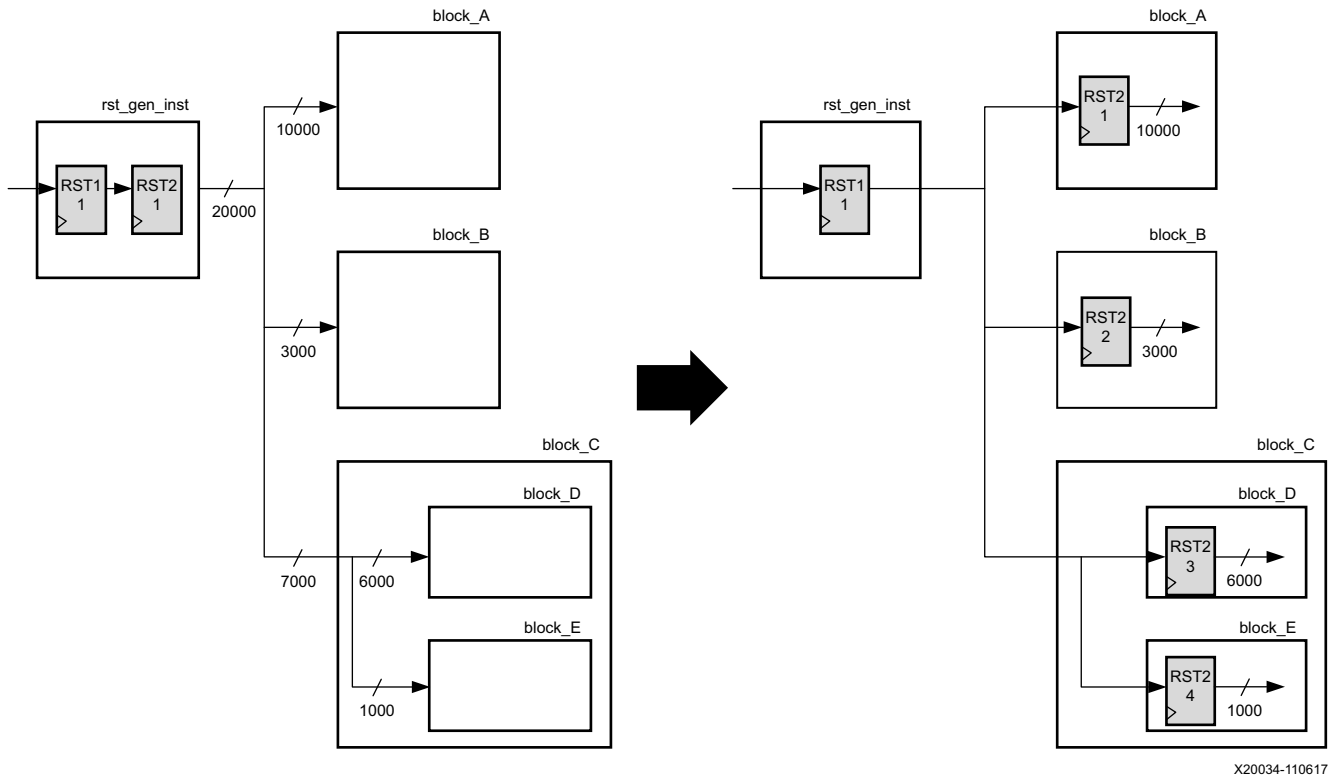 block_A
rst_gen_inst
10000
RST1
1
RST2
1
20000
block_B
3000
block_C
block_D
7000
6000
block_E
1000
block_A
rst_gen_inst
RST2
1
10000
RST1
1
block_B
RST2
2
3000
block_C
block_D
RST2
3
6000
block_E
RST2
4
1000
X20034-110617